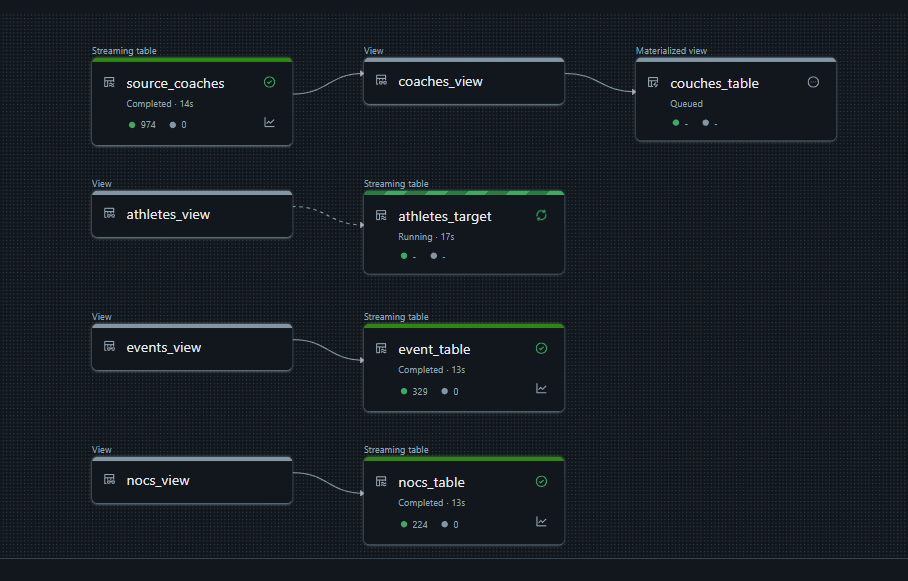 Streaming table
source_coaches
Completed · 14s
974 0
View
coaches_view
Materialized view
couches_table
Queued
- -
View
athletes_view
Streaming table
athletes_target
Running · 17s
- -
View
events_view
Streaming table
event_table
Completed · 13s
329 0
View
nocs_view
Streaming table
nocs_table
Completed · 13s
224 0